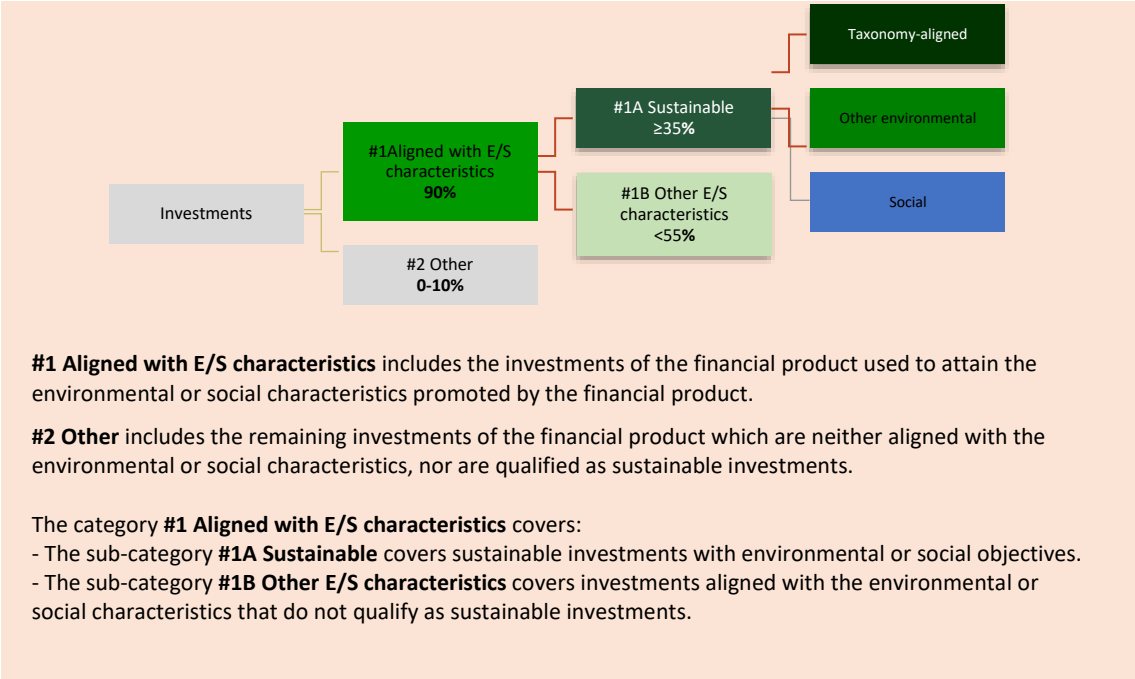 Taxonomy-aligned
#1A Sustainable
≥35%
Other environmental
#1Aligned with E/S
characteristics
90%
#1B Other E/S
characteristics
<55%
Social
Investments
#2 Other
0-10%
#1 Aligned with E/S characteristics includes the investments of the financial product used to attain the
environmental or social characteristics promoted by the financial product.
#2 Other includes the remaining investments of the financial product which are neither aligned with the
environmental or social characteristics, nor are qualified as sustainable investments.
The category #1 Aligned with E/S characteristics covers:
- The sub-category #1A Sustainable covers sustainable investments with environmental or social objectives.
- The sub-category #1B Other E/S characteristics covers investments aligned with the environmental or
social characteristics that do not qualify as sustainable investments.